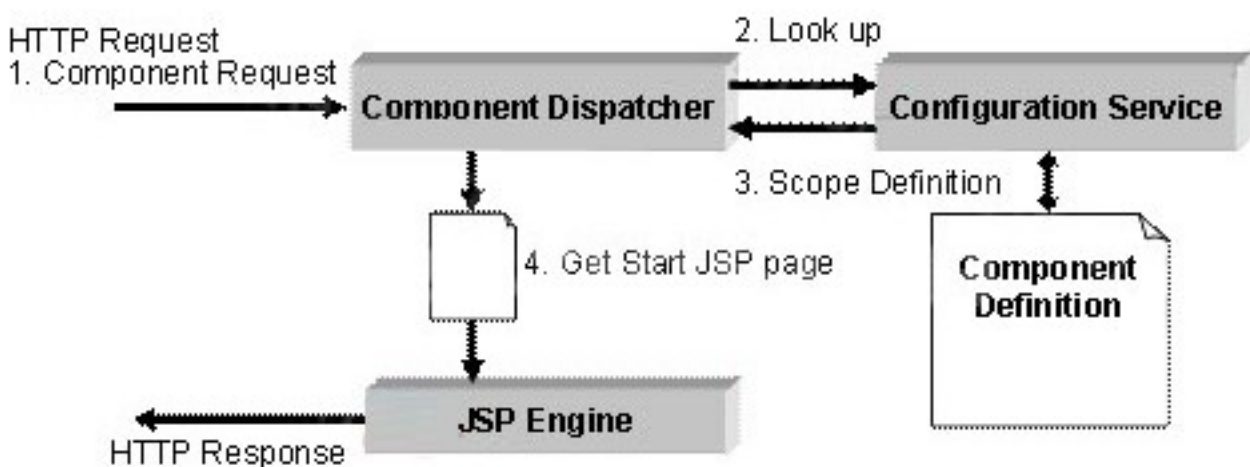 HTTP Request
1. Component Request
2. Look up
Component Dispatcher
Configuration Service
3. Scope Definition
4. Get Start JSP page
Component
Definition
JSP Engine
HTTP Response